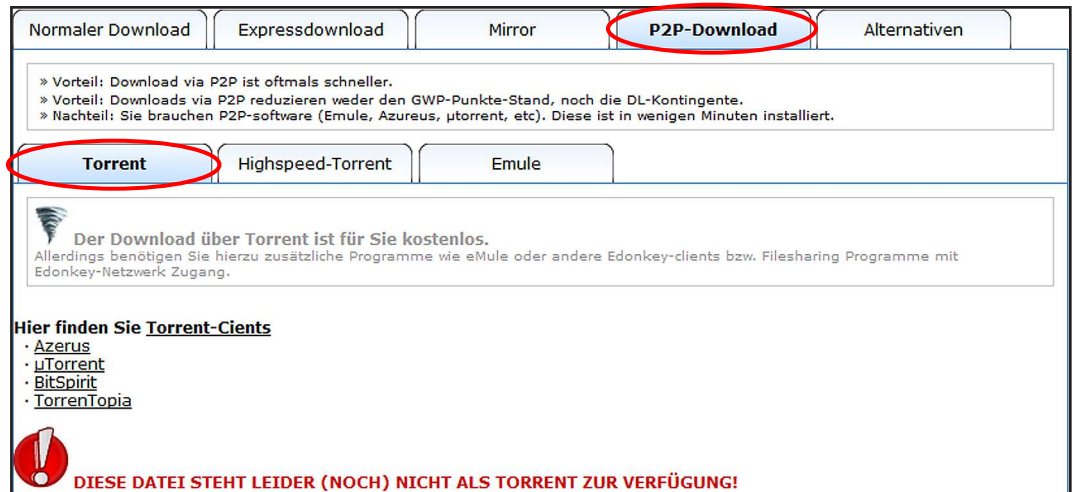 Normaler Download Expressdownload Mirror P2P-Download Alternativen
» Vorteil: Download via P2P ist oftmals schneller.
» Vorteil: Downloads via P2P reduzieren weder den GWP-Punkte-Stand, noch die DL-Kontingente.
» Nachteil: Sie brauchen P2P-software (Emule, Azureus, µtorrent, etc). Diese ist in wenigen Minuten installiert.
Torrent Highspeed-Torrent Emule
Der Download über Torrent ist für Sie kostenlos.
Allerdings benötigen Sie hierzu zusätzliche Programme wie eMule oder andere Edonkey-clients bzw. Filesharing Programme mit
Edonkey-Netzwerk Zugang.
Hier finden Sie Torrent-Cients
· Azerus
· µTorrent
· BitSpirit
· TorrenTopia
DIESE DATEI STEHT LEIDER (NOCH) NICHT ALS TORRENT ZUR VERFÜGUNG!